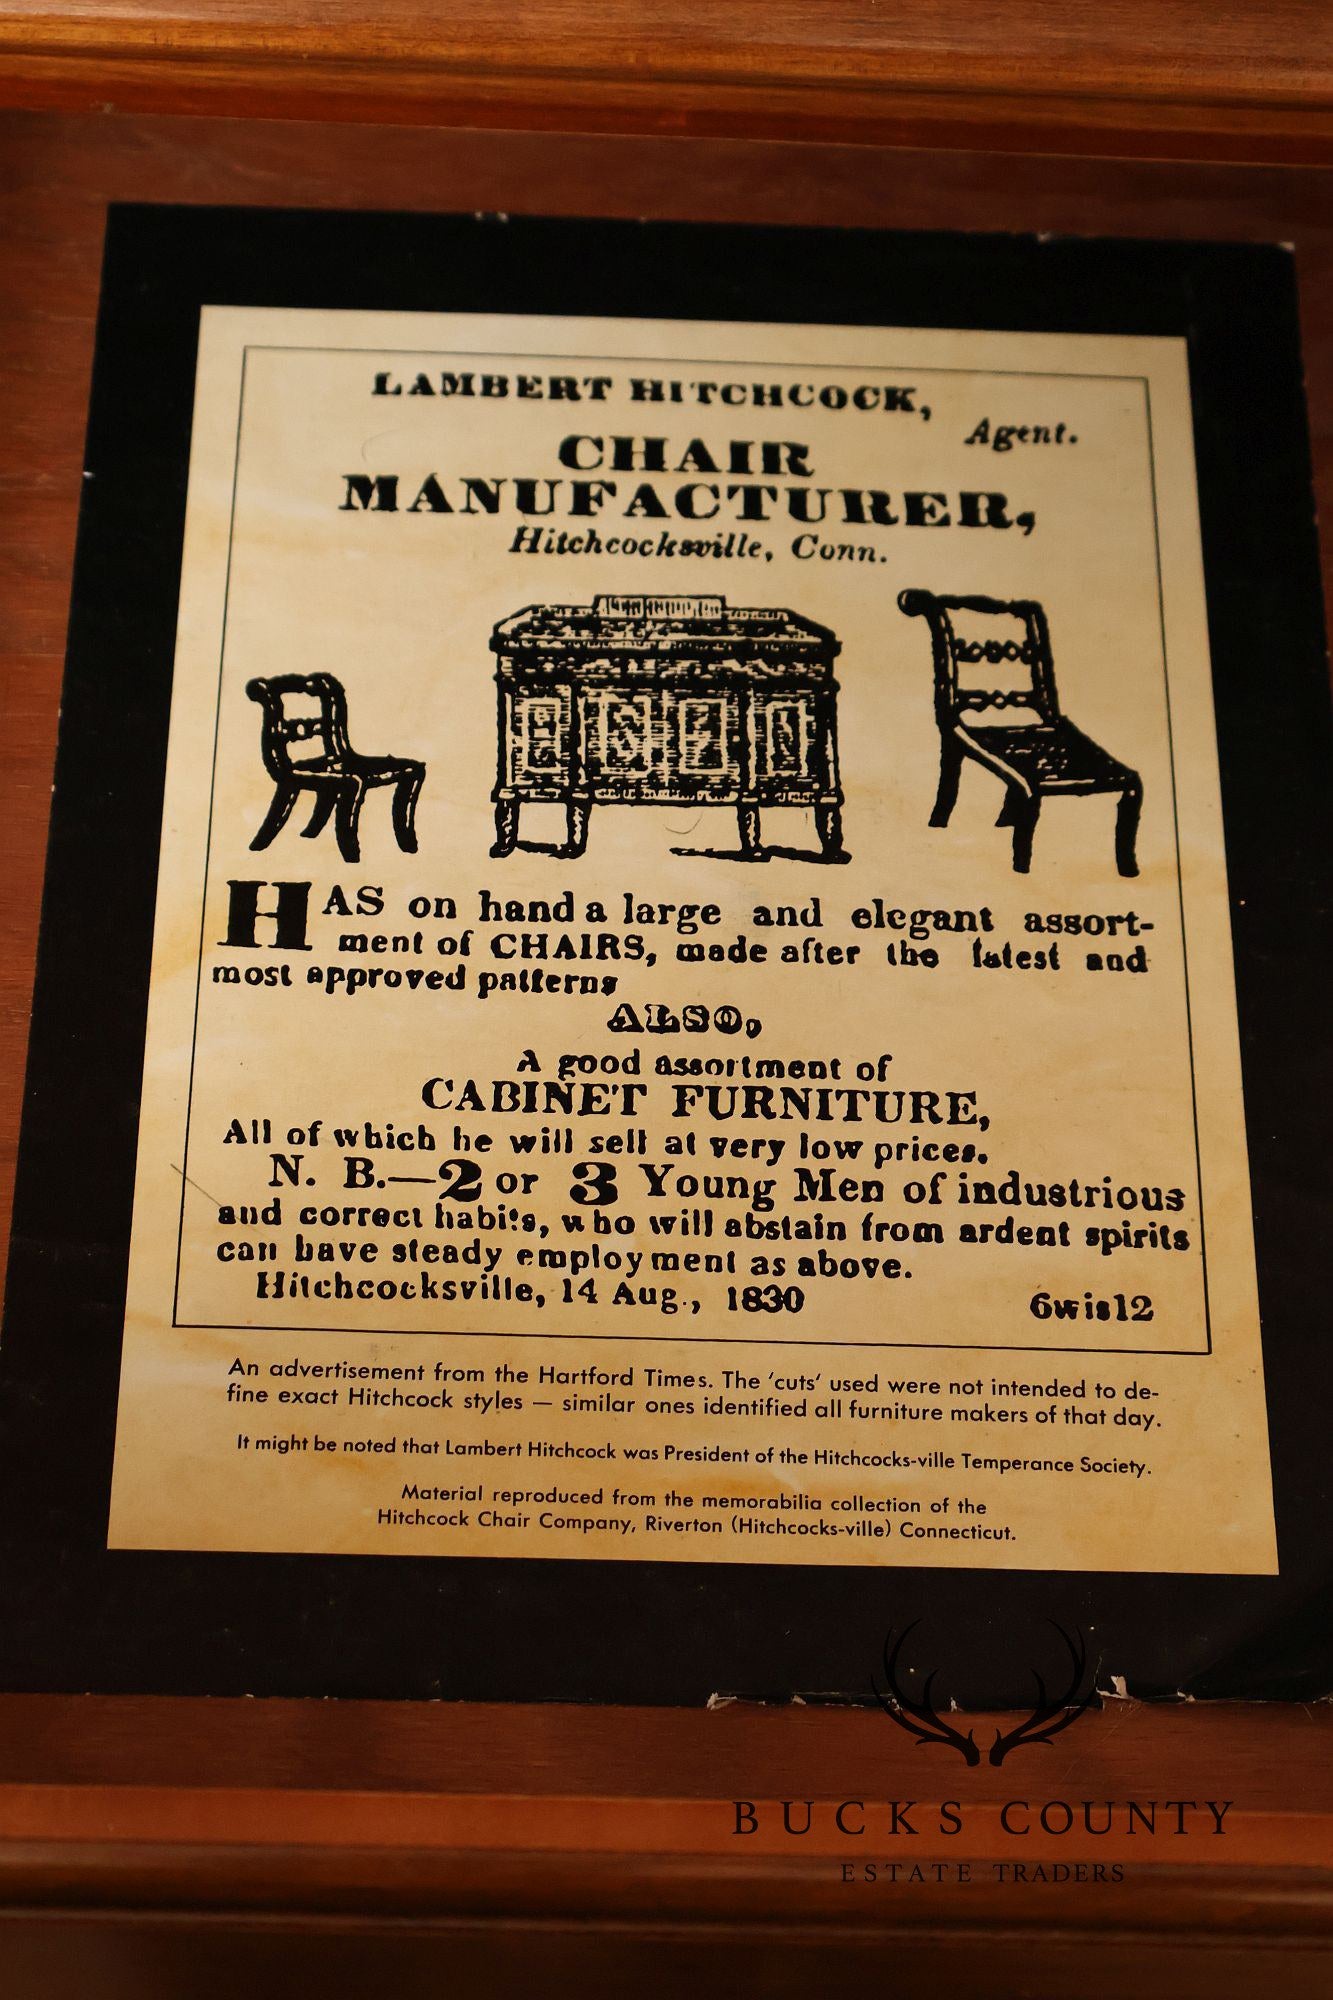 LAMBERT HITCHCOCK,
Agent.
CHAIR
MANUFACTURER,
Hitchcocksville, Conn.
HAS on hand a large and elegant assort-
ment of CHAIRS, made after the latest and
most approved patterns
ALSO,
A good assortment of
CABINET FURNITURE,
All of which he will sell at very low prices.
N. B.—2 or 3 Young Men of industrious
and correct habits, who will abstain from ardent spirits
can have steady employment as above.
Hitchcocksville, 14 Aug., 1830 6wis12
An advertisement from the Hartford Times. The 'cuts' used were not intended to de-
fine exact Hitchcock styles — similar ones identified all furniture makers of that day.
It might be noted that Lambert Hitchcock was President of the Hitchcocks-ville Temperance Society.
Material reproduced from the memorabilia collection of the
Hitchcock Chair Company, Riverton (Hitchcocks-ville) Connecticut.
BUCKS COUNTY
ESTATE TRADERS